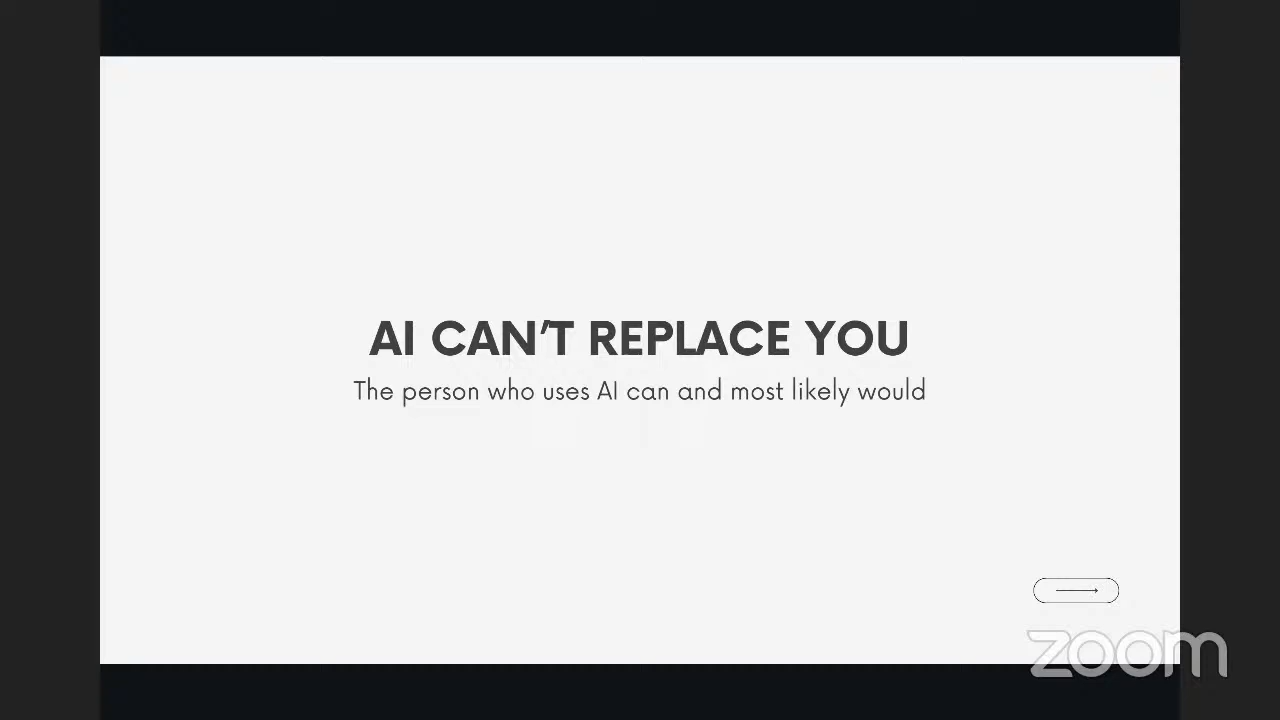 AI CAN'T REPLACE YOU
The person who uses AI can and most likely would
zoom